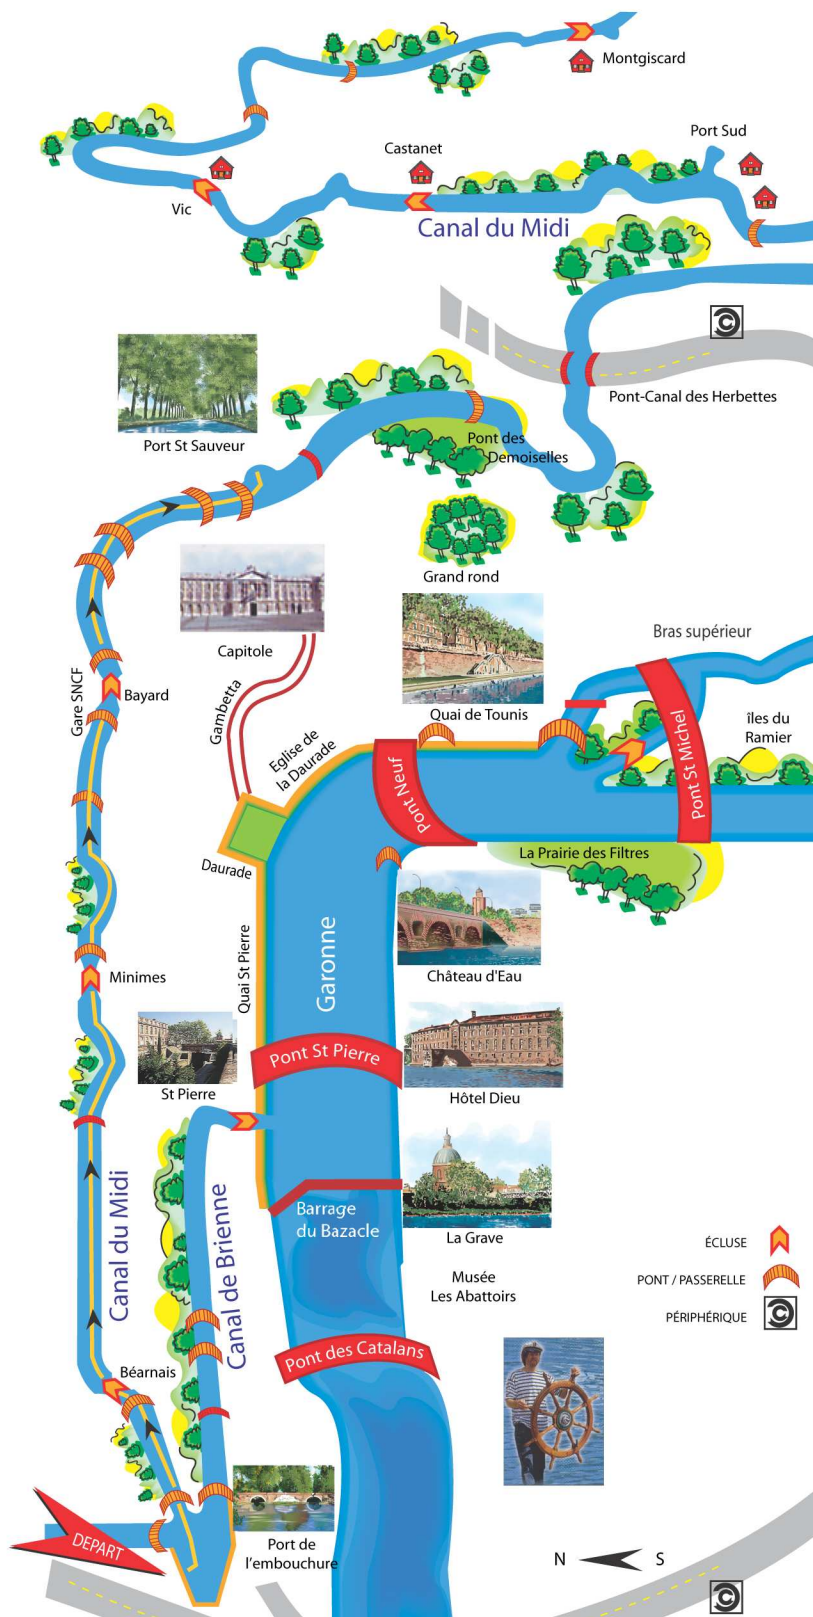 Montgiscard
Port Sud
Castanet
Vic
Canal du Midi
Pont-Canal des Herbettes
Port St Sauveur
Pont des
Demoiselles
Grand rond
Capitole
Bras supérieur
Gare SNCF
Bayard
Gambetta
Quai de Tounis
îles du
Ramier
Eglise de
la Daurade
Pont Neuf
Pont St Michel
Daurade
La Prairie des Filtres
Garonne
Quai St Pierre
Château d'Eau
Minimes
Pont St Pierre
St Pierre
Hôtel Dieu
Canal du Midi
Canal de Brienne
Barrage
du Bazacle
La Grave
Musée
Les Abattoirs
ÉCLUSE
PONT / PASSERELLE
PÉRIPHÉRIQUE
Pont des Catalans
Béarnais
DEPART
Port de
l'embouchure
N S